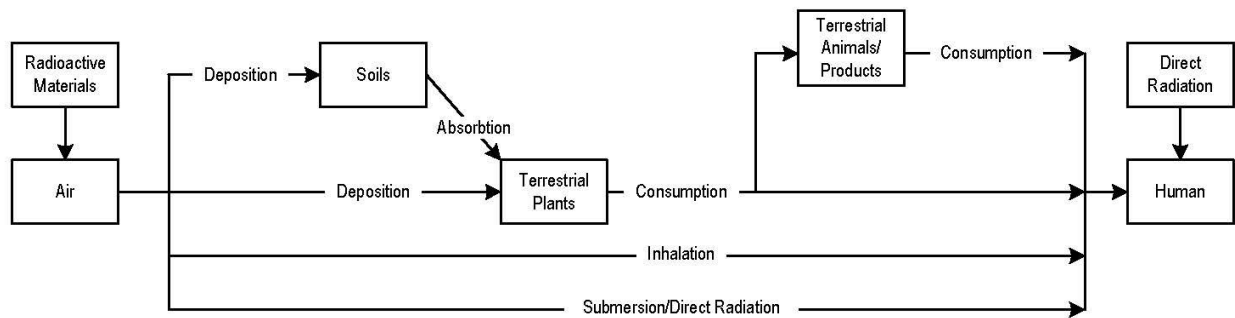 Radioactive
Materials
Deposition
Soils
Terrestrial
Animals/
Products
Consumption
Direct
Radiation
Absorbtion
Air
Deposition
Terrestrial
Plants
Consumption
Human
Inhalation
Submersion/Direct Radiation